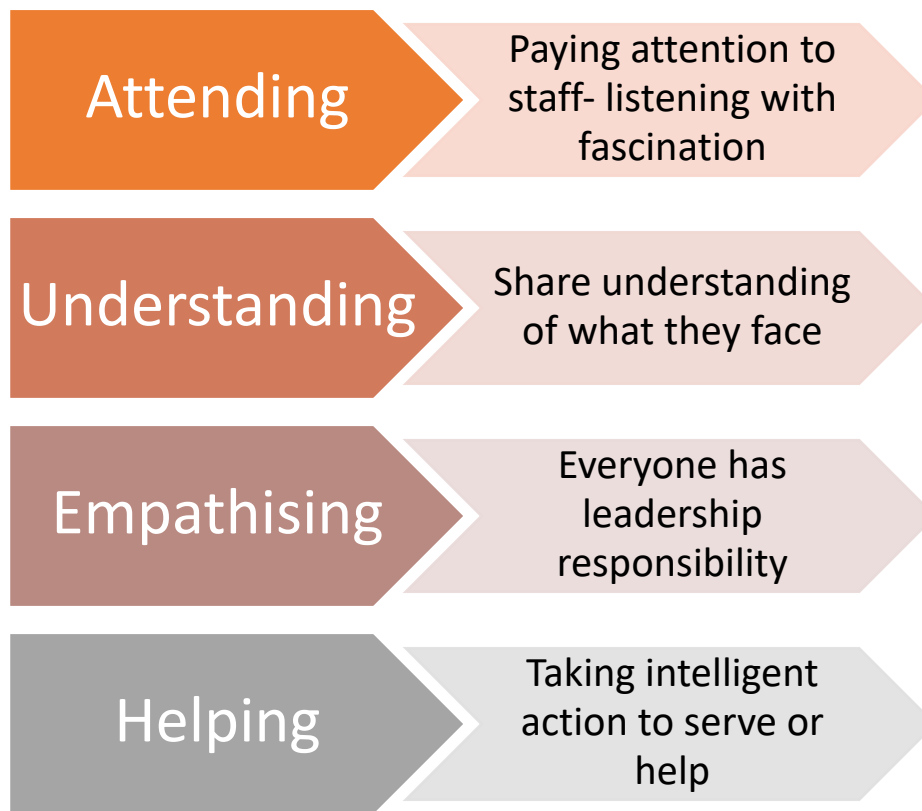 Attending
Paying attention to
staff- listening with
fascination
Understanding
Share understanding
of what they face
Empathising
Everyone has
leadership
responsibility
Helping
Taking intelligent
action to serve or
help